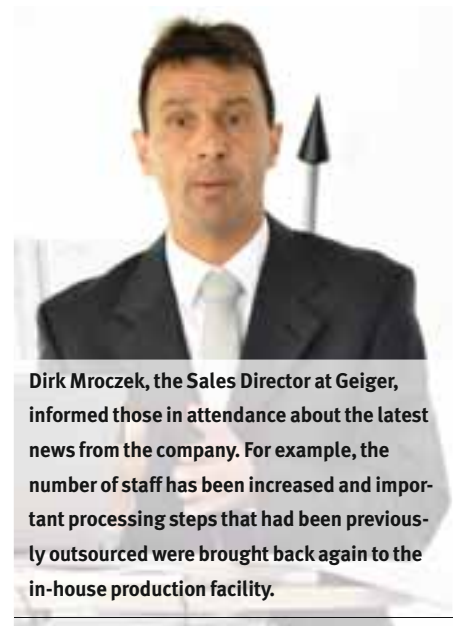 Dirk Mroczek, the Sales Director at Geiger,
informed those in attendance about the latest
news from the company. For example, the
number of staff has been increased and impor-
tant processing steps that had been previous-
ly outsourced were brought back again to the
in-house production facility.